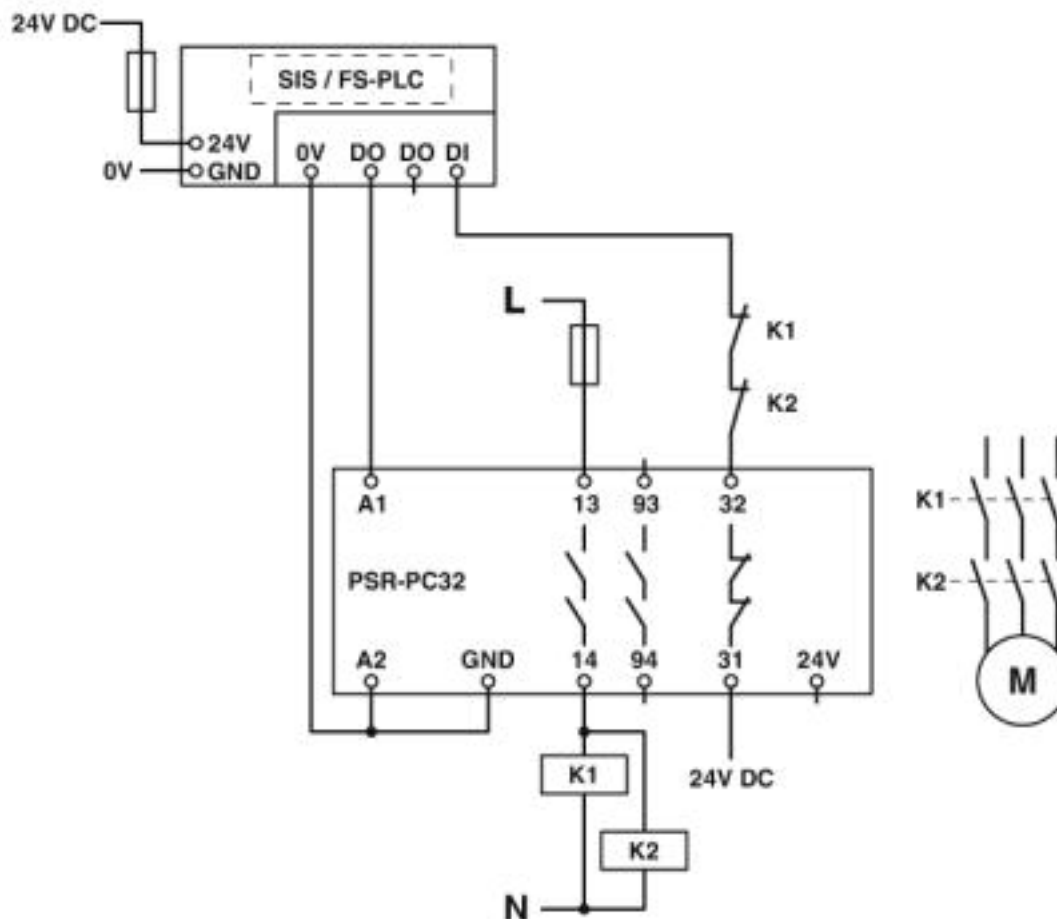 24V DC
SIS / FS-PLC
24V
0V DO DO DI
0V GND
L
K1
K2
A1 13 93 32
K1
PSR-PC32
K2
A2 GND 14 94 31 24V
M
K1
24V DC
K2
N